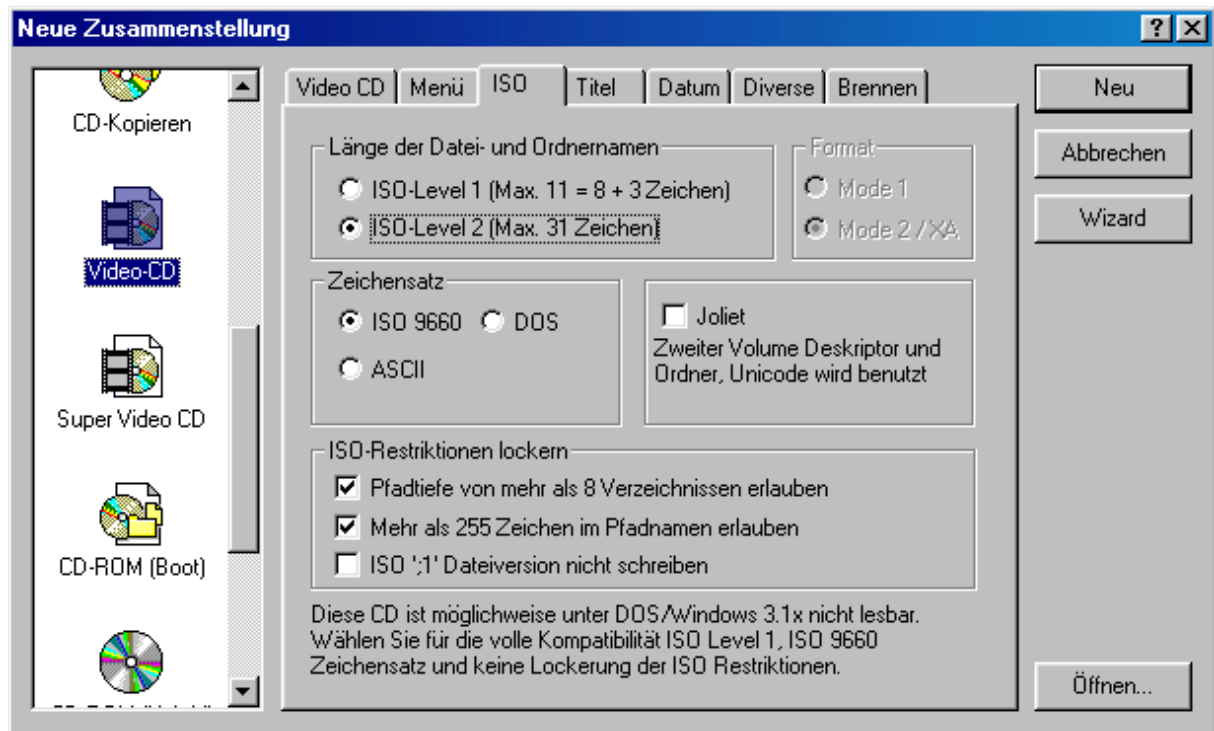 Neue Zusammenstellung
CD-Kopieren
Video-CD
Super Video CD
CD-ROM (Boot)
Video CD
Menü
ISO
Titel
Datum
Diverse
Brennen
Länge der Datei- und Ordnernamen
ISO-Level 1 (Max. 11 = 8 + 3 Zeichen)
ISO-Level 2 (Max. 31 Zeichen)
Format
Mode 1
Mode 2 / XA
Zeichensatz
ISO 9660
DOS
ASCII
Joliet
Zweiter Volume Deskriptor und
Ordner, Unicode wird benutzt
ISO-Restriktionen lockern
Pfadtiefe von mehr als 8 Verzeichnissen erlauben
Mehr als 255 Zeichen im Pfadnamen erlauben
ISO ';1' Dateiversion nicht schreiben
Diese CD ist möglichweise unter DOS/Windows 3.1x nicht lesbar.
Wählen Sie für die volle Kompatibilität ISO Level 1, ISO 9660
Zeichensatz und keine Lockerung der ISO Restriktionen.
Neu
Abbrechen
Wizard
Öffnen...